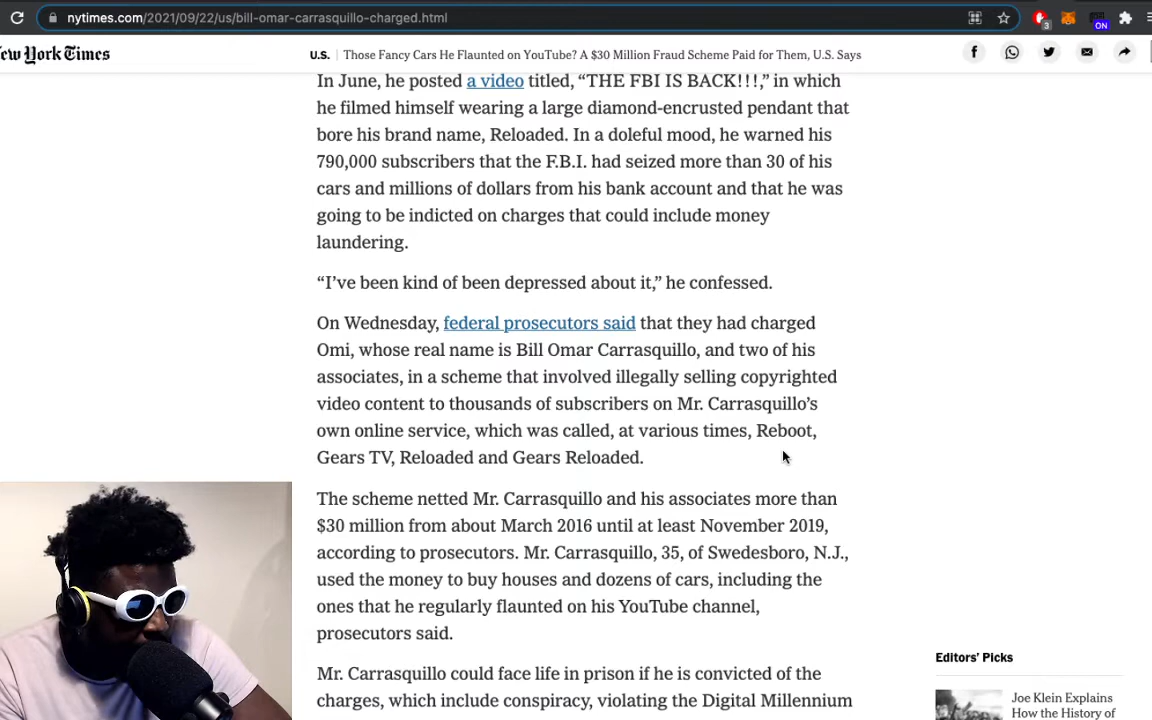 nytimes.com/2021/09/22/us/bill-omar-carrasquillo-charged.html
3
ON
ew York Times
U.S. | Those Fancy Cars He Flaunted on YouTube? A $30 Million Fraud Scheme Paid for Them, U.S. Says
In June, he posted a video titled, “THE FBI IS BACK!!!,” in which
he filmed himself wearing a large diamond-encrusted pendant that
bore his brand name, Reloaded. In a doleful mood, he warned his
790,000 subscribers that the F.B.I. had seized more than 30 of his
cars and millions of dollars from his bank account and that he was
going to be indicted on charges that could include money
laundering.
“I’ve been kind of been depressed about it,” he confessed.
On Wednesday, federal prosecutors said that they had charged
Omi, whose real name is Bill Omar Carrasquillo, and two of his
associates, in a scheme that involved illegally selling copyrighted
video content to thousands of subscribers on Mr. Carrasquillo’s
own online service, which was called, at various times, Reboot,
Gears TV, Reloaded and Gears Reloaded.
The scheme netted Mr. Carrasquillo and his associates more than
$30 million from about March 2016 until at least November 2019,
according to prosecutors. Mr. Carrasquillo, 35, of Swedesboro, N.J.,
used the money to buy houses and dozens of cars, including the
ones that he regularly flaunted on his YouTube channel,
prosecutors said.
Mr. Carrasquillo could face life in prison if he is convicted of the
charges, which include conspiracy, violating the Digital Millennium
Editors’ Picks
Joe Klein Explains
How the History of